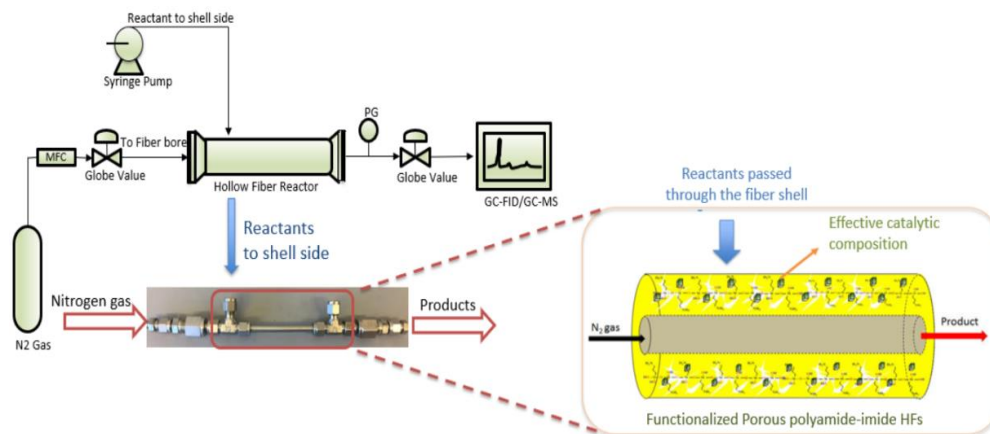 Reactant to shell side
Syringe Pump
PG
To Fiber bore
MFC
Globe Value
Hollow Fiber Reactor
Globe Value
GC-FID/GC-MS
Reactants
to shell side
Nitrogen gas
Products
N2 Gas
Reactants passed
through the fiber shell
Effective catalytic
composition
N₂ gas
Product
Functionalized Porous polyamide-imide HFs